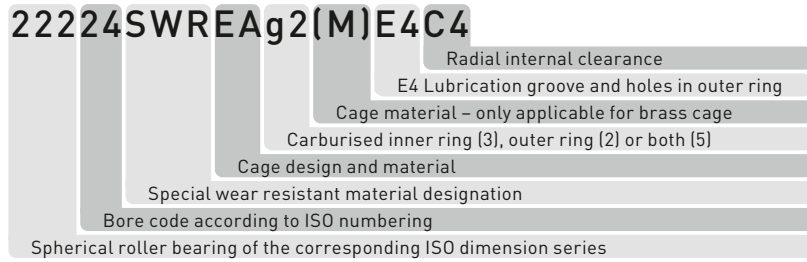 22224SWREAg2(M)E4C4
Radial internal clearance
E4 Lubrication groove and holes in outer ring
Cage material – only applicable for brass cage
Carburised inner ring (3), outer ring (2) or both (5)
Cage design and material
Special wear resistant material designation
Bore code according to ISO numbering
Spherical roller bearing of the corresponding ISO dimension series